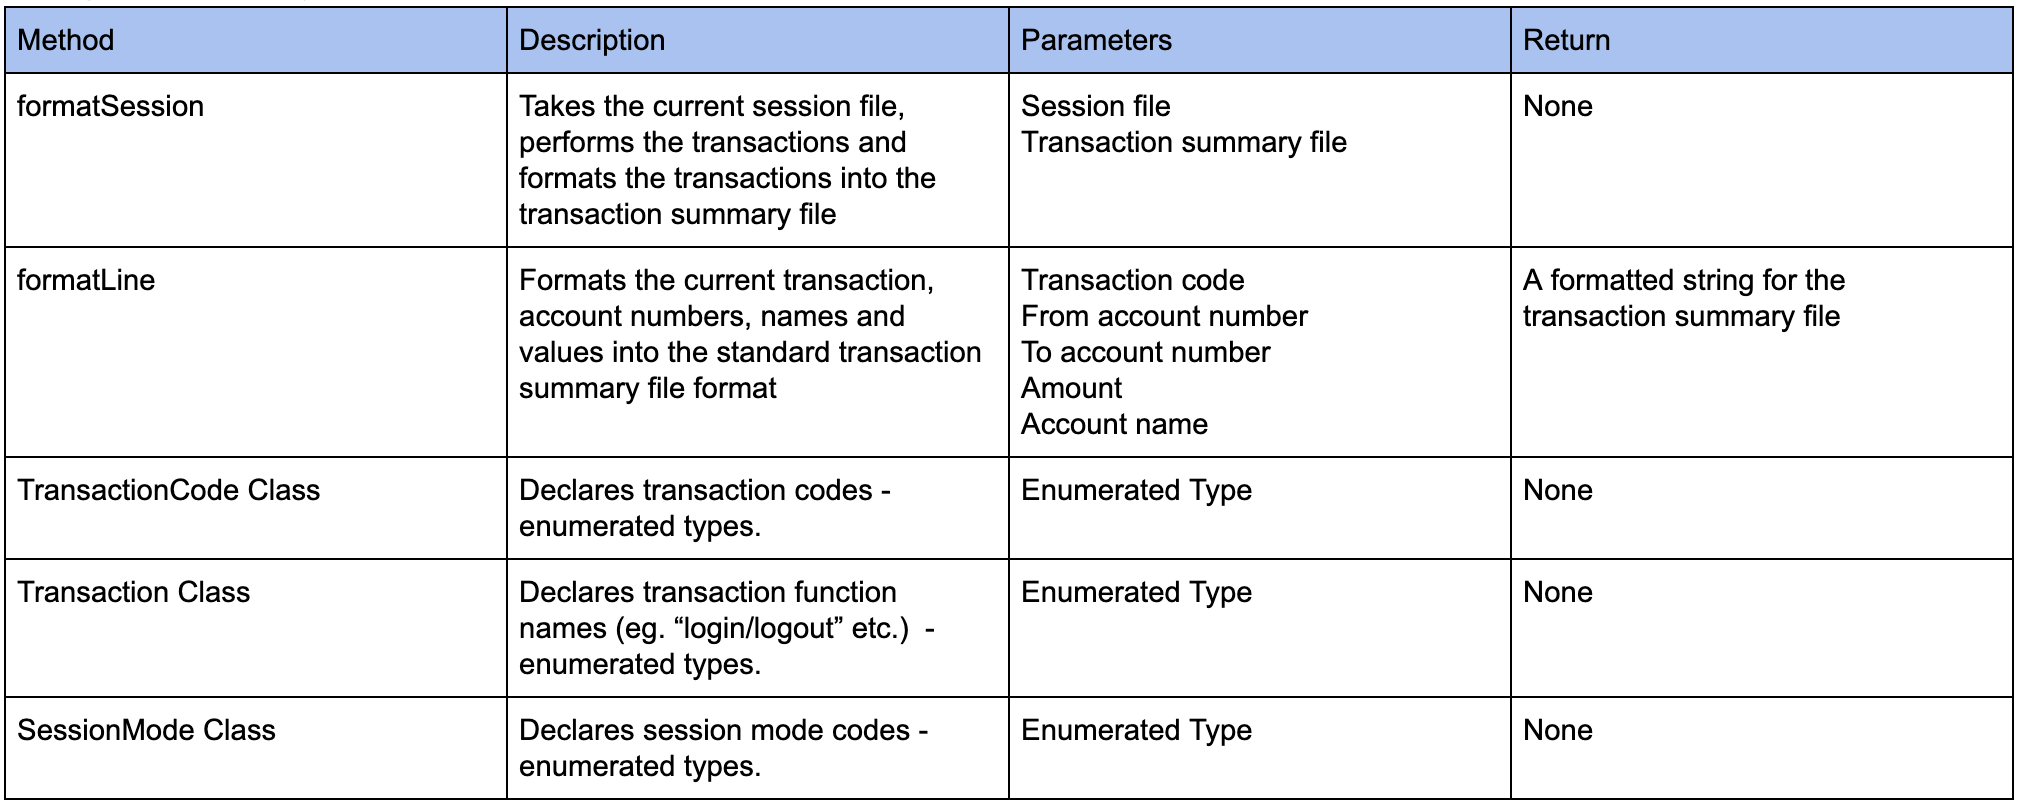 Method
Description
Parameters
Return
formatSession
Takes the current session file,
performs the transactions and
formats the transactions into the
transaction summary file
Session file
Transaction summary file
None
formatLine
Formats the current transaction,
account numbers, names and
values into the standard transaction
summary file format
Transaction code
From account number
To account number
Amount
Account name
A formatted string for the
transaction summary file
TransactionCode Class
Declares transaction codes -
enumerated types.
Enumerated Type
None
Transaction Class
Declares transaction function
names (eg. “login/logout” etc.)  -
enumerated types.
Enumerated Type
None
SessionMode Class
Declares session mode codes -
enumerated types.
Enumerated Type
None